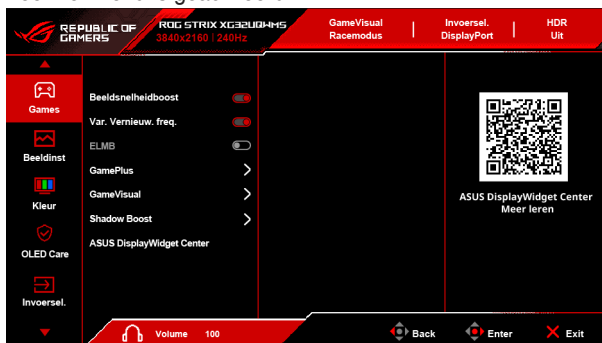 REPUBLIC OF
GAMERS
ROG STRIX XG32UQWMS
3840x2160 | 240Hz
GameVisual
Racemodus
Invoersel.
DisplayPort
HDR
Uit
Games
Beeldinst
Kleur
OLED Care
Invoersel.
Beeldsnelheidboost
Var. Vernieuw. freq.
ELMB
GamePlus
GameVisual
Shadow Boost
ASUS DisplayWidget Center
ASUS DisplayWidget Center
Meer leren
Volume 100
Back
Enter
Exit